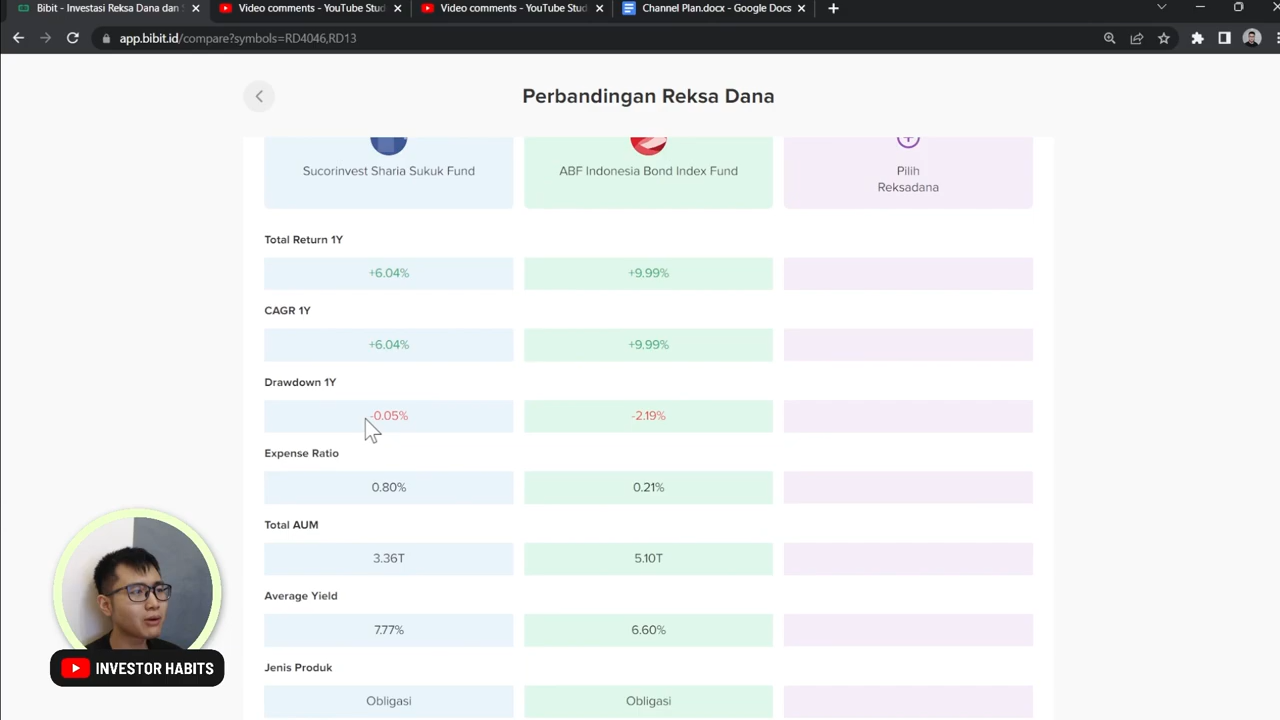 Bibit - Investasi Reksa Dana dan S
Video comments - YouTube Stud
Video comments - YouTube Stud
Channel Plan.docx - Google Docs
app.bibit.id/compare?symbols=RD4046,RD13
Perbandingan Reksa Dana
Sucorinvest Sharia Sukuk Fund
ABF Indonesia Bond Index Fund
Pilih
Reksadana
Total Return 1Y
+6.04% +9.99%
CAGR 1Y
+6.04% +9.99%
Drawdown 1Y
-0.05% -2.19%
Expense Ratio
0.80% 0.21%
Total AUM
3.36T 5.10T
Average Yield
7.77% 6.60%
Jenis Produk
Obligasi Obligasi
INVESTOR HABITS